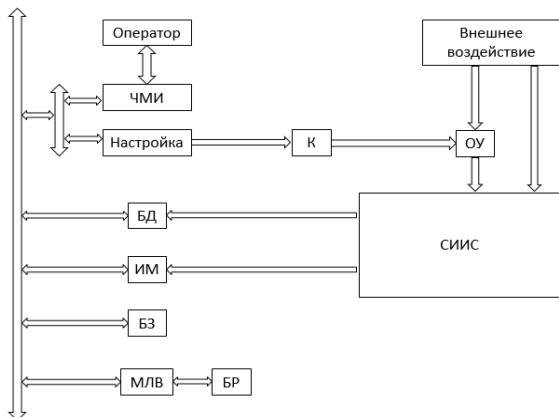 Оператор
Внешнее
воздействие
ЧМИ
Настройка
К
ОУ
БД
СИИС
ИМ
БЗ
МЛВ
БР